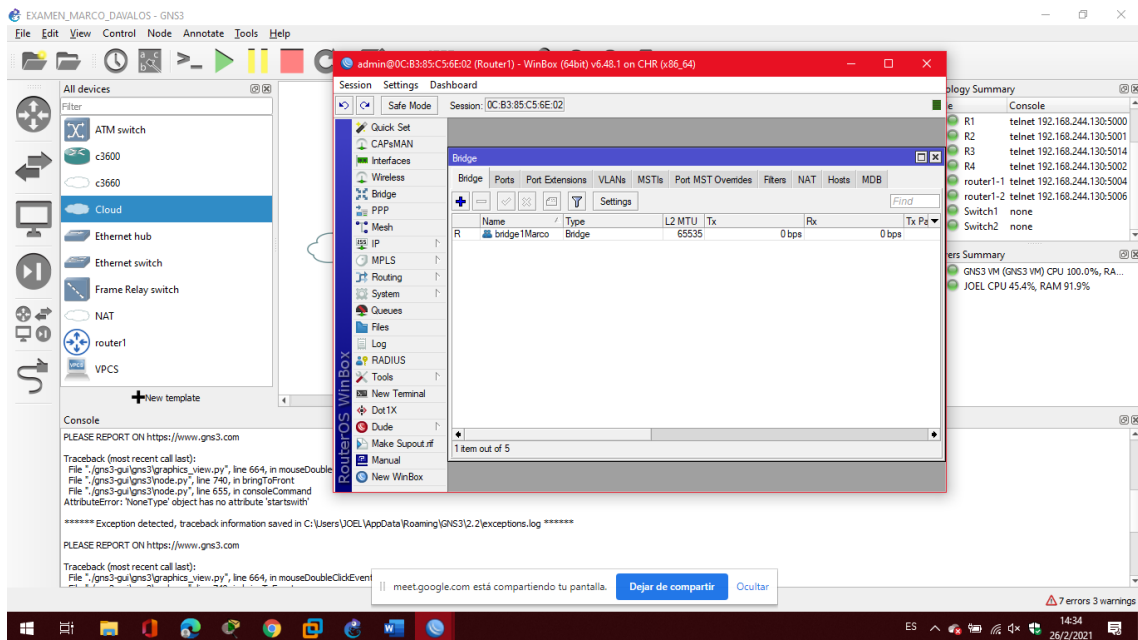 EXAMEN_MARCO_DAVALOS - GNS3
File Edit View Control Node Annotate Tools Help
All devices
Filter
ATM switch
c3600
c3660
Cloud
Ethernet hub
Ethernet switch
Frame Relay switch
NAT
router1
VPCS
New template
admin@0C:B3:85:C5:6E:02 (Router1) - WinBox (64bit) v6.48.1 on CHR (x86_64)
Session Settings Dashboard
Safe Mode Session: 0C:B3:85:C5:6E:02
RouterOS WinBox
Quick Set
CAPsMAN
Interfaces
Wireless
Bridge
PPP
Mesh
IP
MPLS
Routing
System
Queues
Files
Log
RADIUS
Tools
New Terminal
Dot1X
Dude
Make Supout.rif
Manual
New WinBox
Bridge
Bridge Ports Port Extensions VLANs MSTIs Port MST Overrides Filters NAT Hosts MDB
Settings Find
Name Type L2 MTU Tx Rx Tx Pa
R bridge1Marco Bridge 65535 0 bps 0 bps
1 item out of 5
ology Summary
e Console
R1 telnet 192.168.244.130:5000
R2 telnet 192.168.244.130:5001
R3 telnet 192.168.244.130:5014
R4 telnet 192.168.244.130:5002
router1-1 telnet 192.168.244.130:5004
router1-2 telnet 192.168.244.130:5006
Switch1 none
Switch2 none
ers Summary
GNS3 VM (GNS3 VM) CPU 100.0%, RA...
JOEL CPU 45.4%, RAM 91.9%
Console
PLEASE REPORT ON https://www.gns3.com
Traceback (most recent call last):
File "./gns3-gui\gns3\graphics_view.py", line 664, in mouseDouble
File "./gns3-gui\gns3\node.py", line 740, in bringToFront
File "./gns3-gui\gns3\node.py", line 655, in consoleCommand
AttributeError: 'NoneType' object has no attribute 'startswith'
****** Exception detected, traceback information saved in C:\Users\JOEL\AppData\Roaming\GNS3\2.2\exceptions.log ******
PLEASE REPORT ON https://www.gns3.com
Traceback (most recent call last):
File "./gns3-gui\gns3\graphics_view.py", line 664, in mouseDoubleClickEvent
meet.google.com está compartiendo tu pantalla. Dejar de compartir Ocultar
7 errors 3 warnings
ES 14:34
26/2/2021